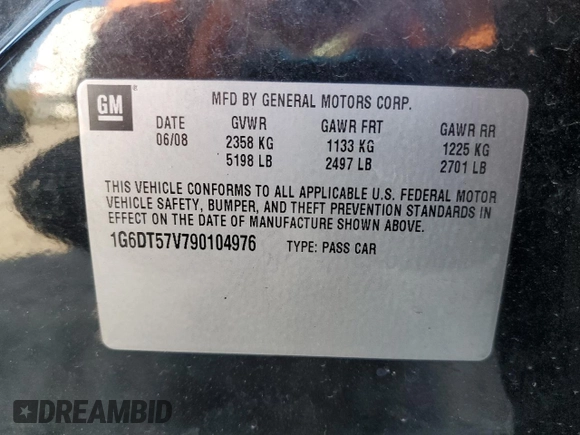 GM ® MFD BY GENERAL MOTORS CORP.
DATE GVWR GAWR FRT GAWR RR
06/08 2358 KG 1133 KG 1225 KG
5198 LB 2497 LB 2701 LB
THIS VEHICLE CONFORMS TO ALL APPLICABLE U.S. FEDERAL MOTOR
VEHICLE SAFETY, BUMPER, AND THEFT PREVENTION STANDARDS IN
EFFECT ON THE DATE OF MANUFACTURE SHOWN ABOVE.
1G6DT57V790104976 TYPE: PASS CAR
DREAMBID